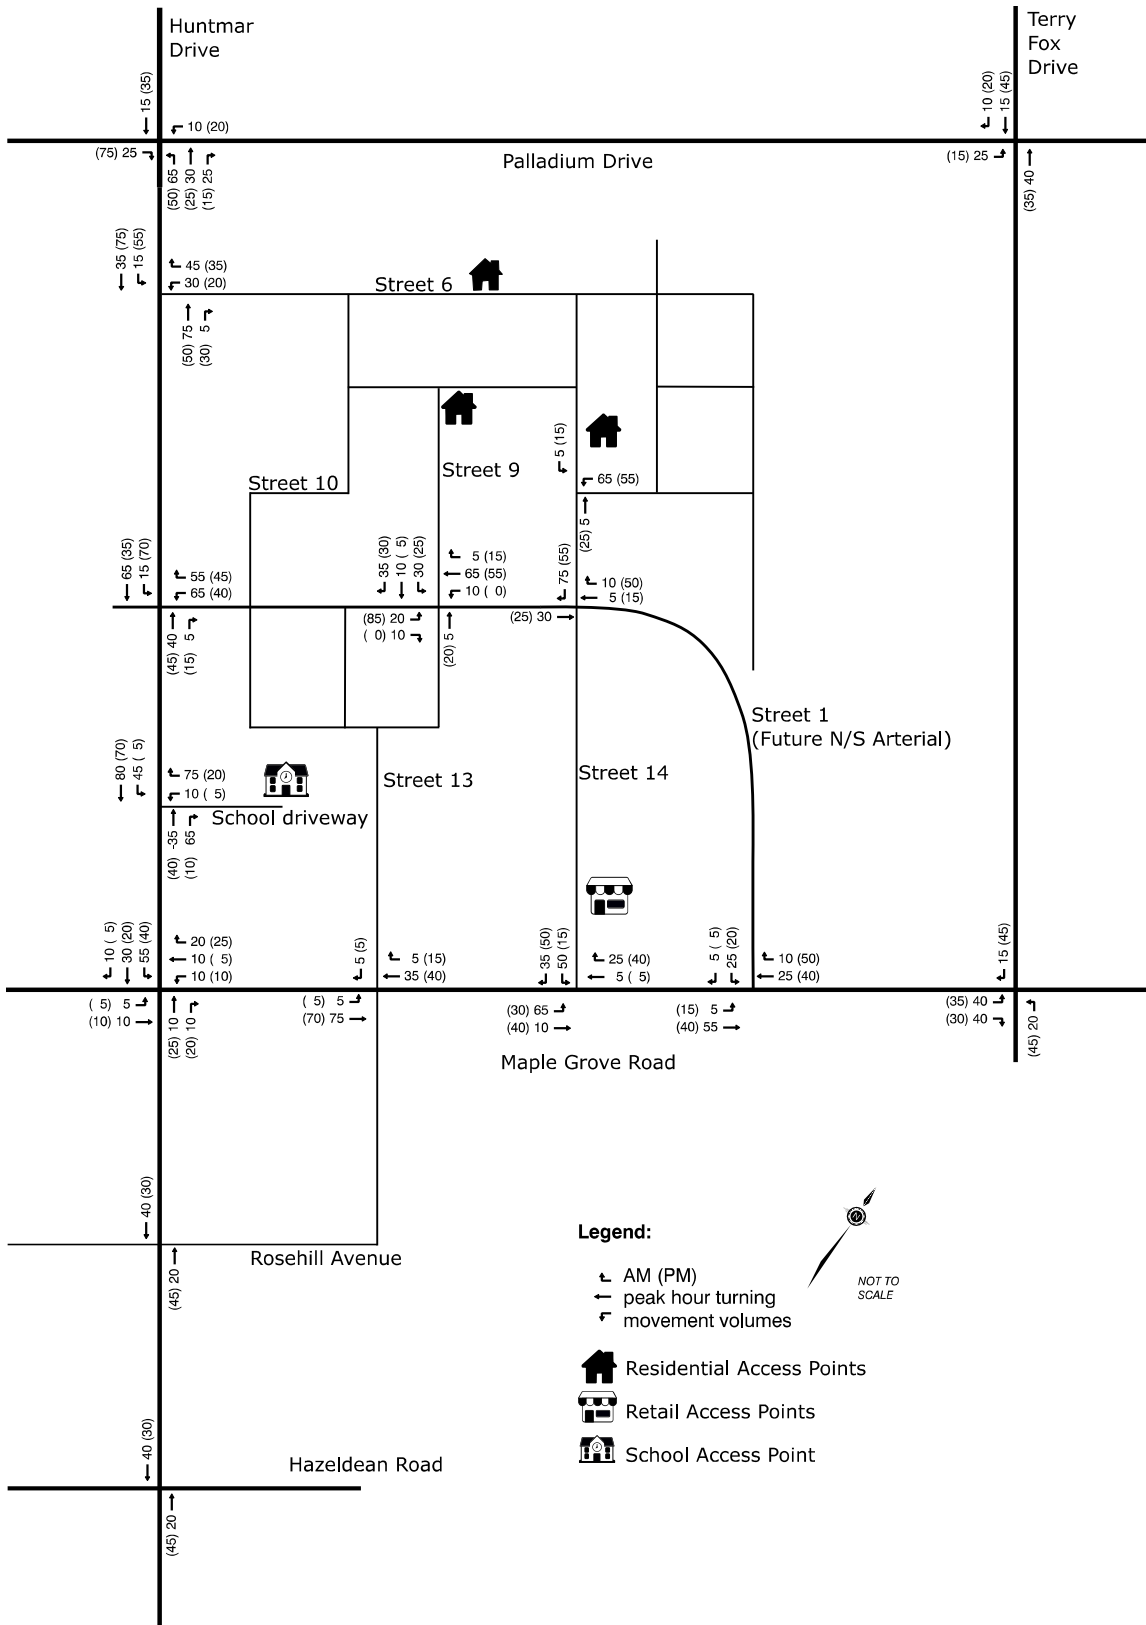 Huntmar
Drive
Terry
Fox
Drive
15 (35)
10 (20)
15 (45)
10 (20)
(75) 25
Palladium Drive
(15) 25
(50) 65
(25) 30
(15) 25
(35) 40
35 (75)
15 (55)
45 (35)
30 (20)
Street 6
(50) 75
(30) 5
5 (15)
Street 9
65 (55)
Street 10
(25) 5
65 (35)
15 (70)
55 (45)
65 (40)
35 (30)
10 ( 5)
30 (25)
5 (15)
65 (55)
10 ( 0)
75 (55)
10 (50)
5 (15)
(85) 20
( 0) 10
(25) 30
(45) 40
(15) 5
(20) 5
Street 1
(Future N/S Arterial)
80 (70)
45 ( 5)
75 (20)
10 ( 5)
Street 13
Street 14
School driveway
(40) -35
(10) 65
10 ( 5)
30 (20)
55 (40)
20 (25)
10 ( 5)
10 (10)
5 (5)
5 (15)
35 (40)
35 (50)
50 (15)
25 (40)
5 ( 5)
5 ( 5)
25 (20)
10 (50)
25 (40)
15 (45)
( 5) 5
(10) 10
(25) 10
(20) 10
( 5) 5
(70) 75
(30) 65
(40) 10
(15) 5
(40) 55
(35) 40
(30) 40
(45) 20
Maple Grove Road
40 (30)
Rosehill Avenue
(45) 20
Legend:
N
NOT TO
SCALE
AM (PM)
peak hour turning
movement volumes
Residential Access Points
Retail Access Points
School Access Point
40 (30)
Hazeldean Road
(45) 20